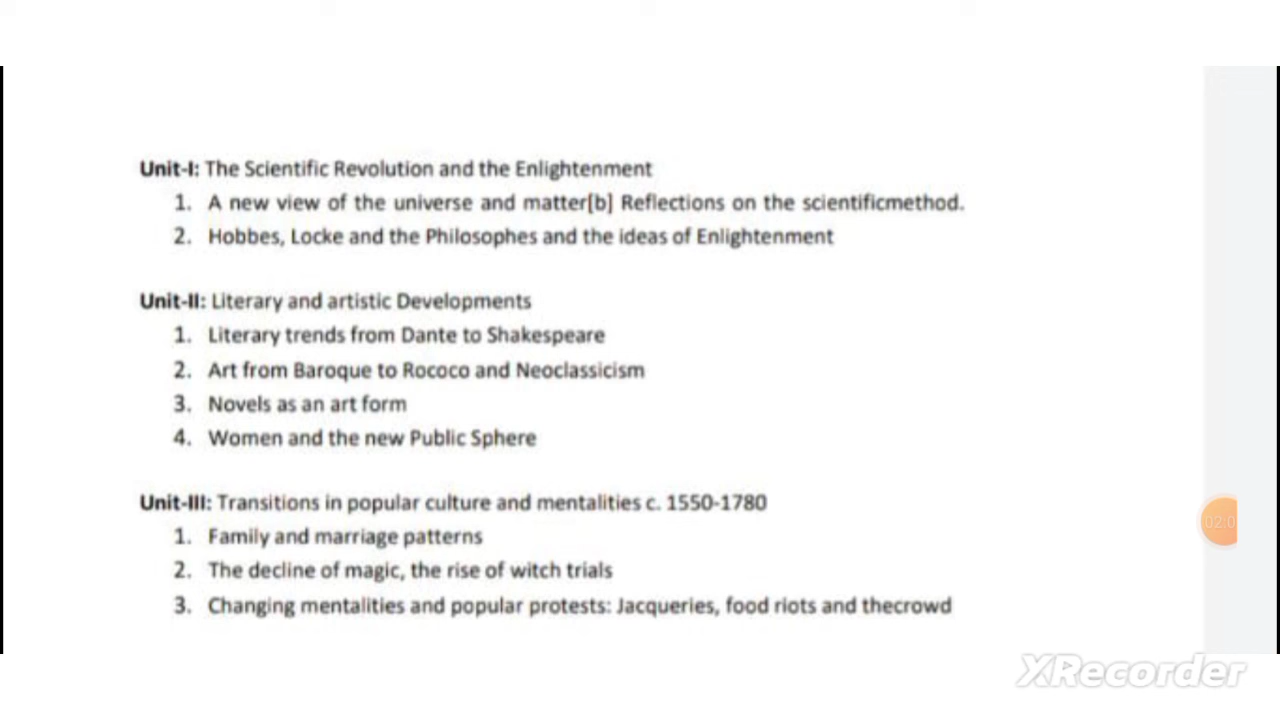 Unit-I: The Scientific Revolution and the Enlightenment
1. A new view of the universe and matter[b] Reflections on the scientificmethod.
2. Hobbes, Locke and the Philosophes and the ideas of Enlightenment
Unit-II: Literary and artistic Developments
1. Literary trends from Dante to Shakespeare
2. Art from Baroque to Rococo and Neoclassicism
3. Novels as an art form
4. Women and the new Public Sphere
Unit-III: Transitions in popular culture and mentalities c. 1550-1780
1. Family and marriage patterns
2. The decline of magic, the rise of witch trials
3. Changing mentalities and popular protests: Jacqueries, food riots and thecrowd
02:0
XRecorder